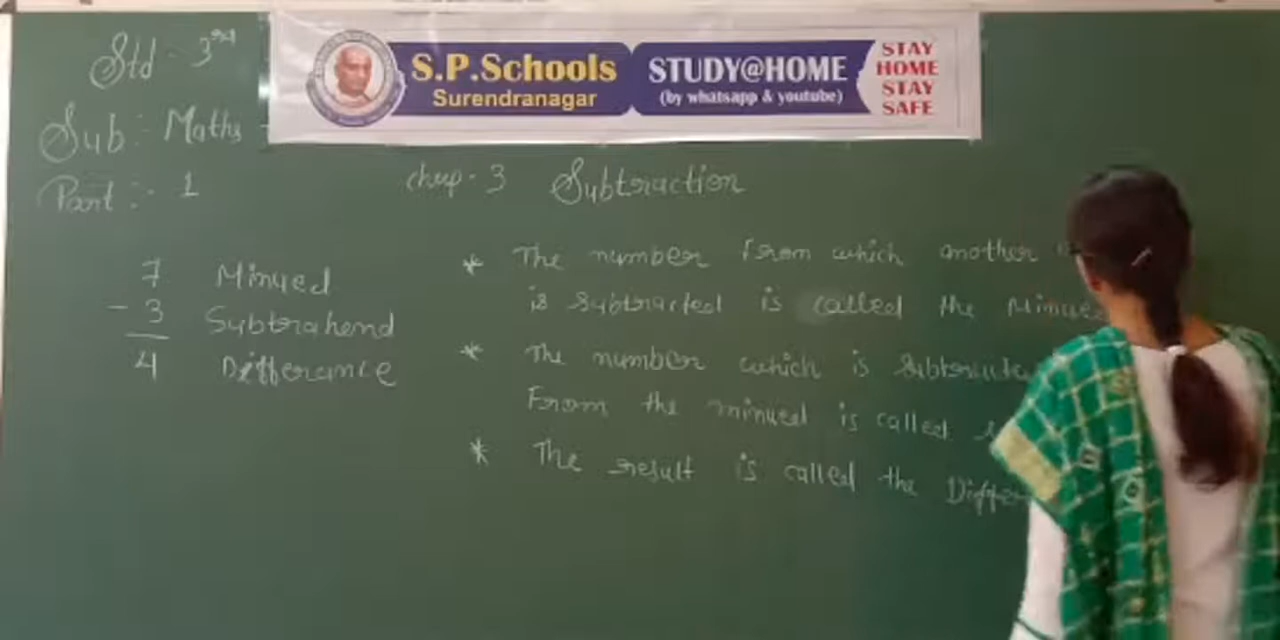 Std - 3rd
Sub :- Maths
Part :- 1
S.P.Schools
Surendranagar
STUDY@HOME
(by whatsapp & youtube)
STAY
HOME
STAY
SAFE
chap - 3 Subtraction
7 Minued
- 3 Subtrahend
4 Differance
* The number from which another
is subtracted is called the Minue
* The number which is subtracte
From the minued is called
* The result is called the Differ